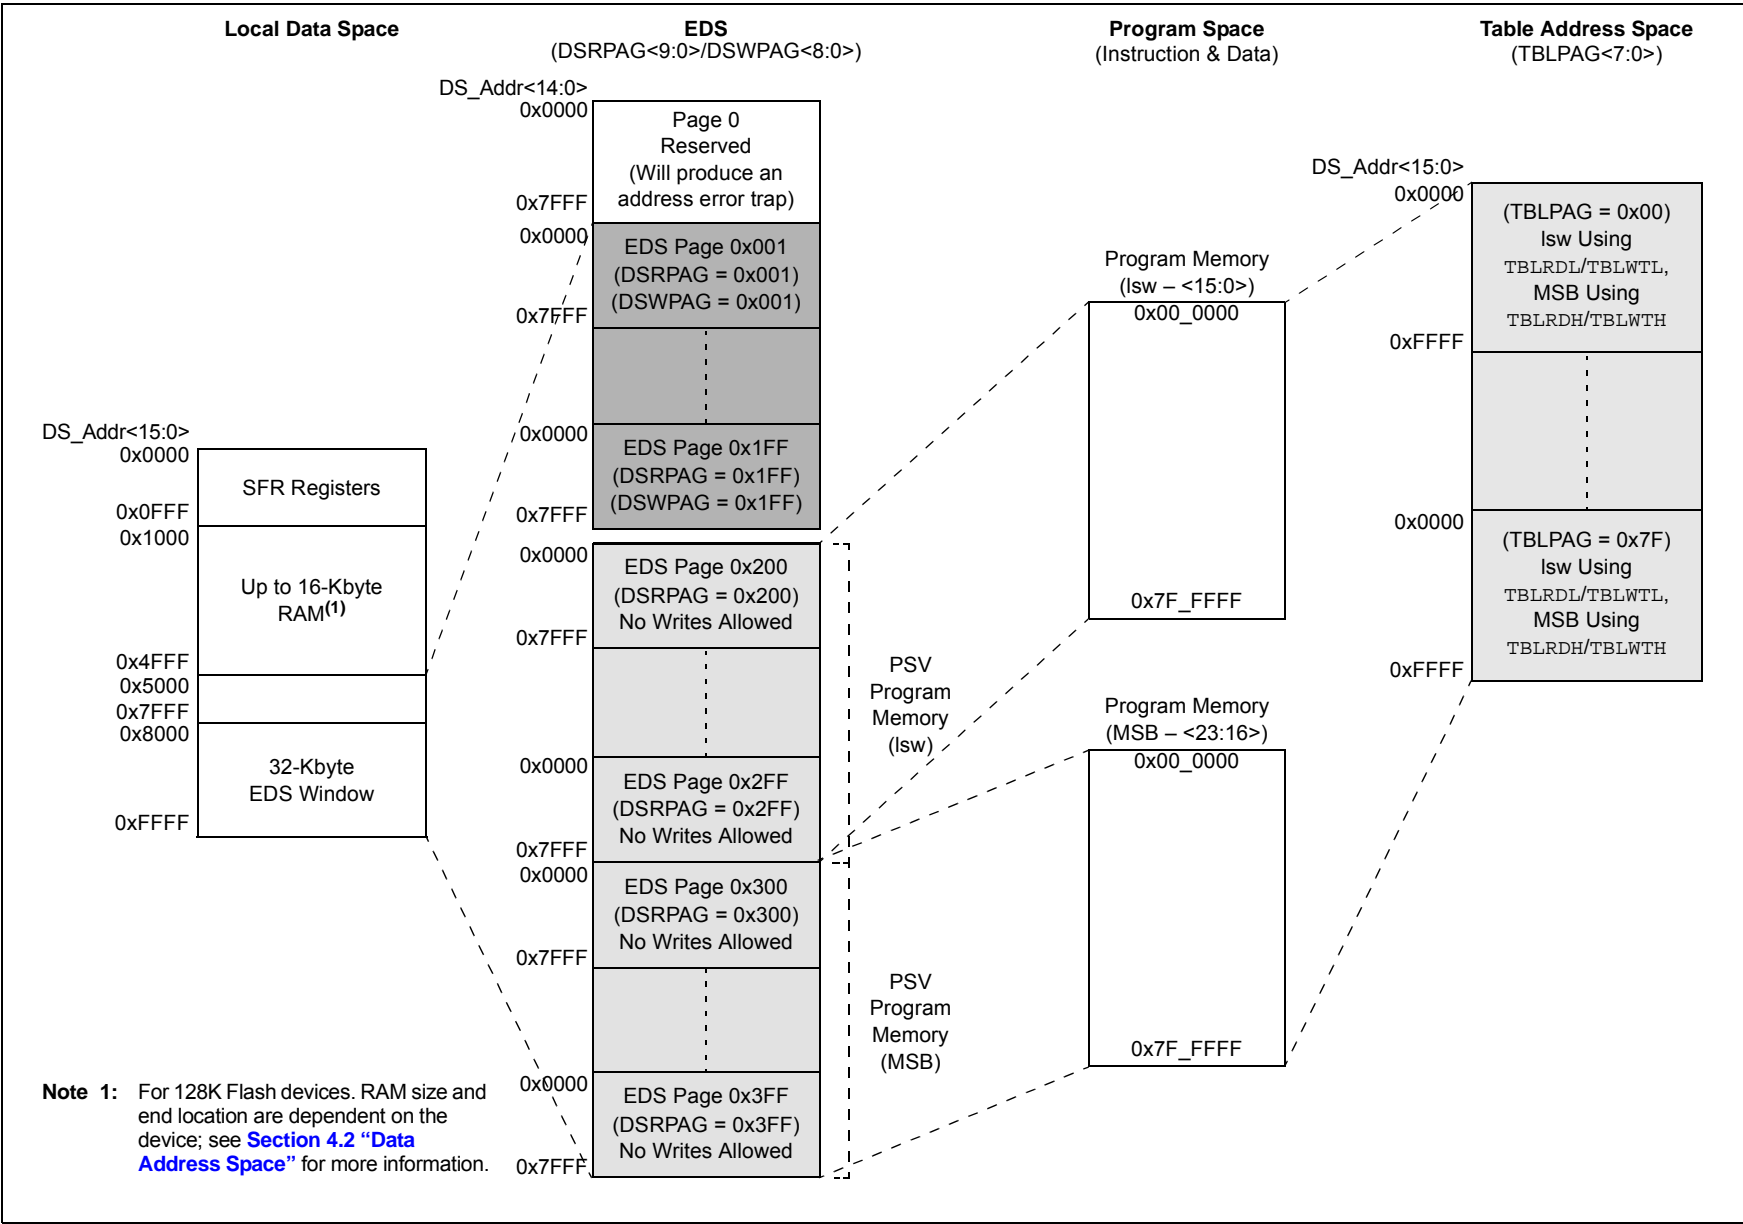 Local Data Space
DS_Addr<15:0>
0x0000
SFR Registers
0x0FFF
0x1000
Up to 16-Kbyte
RAM(1)
0x4FFF
0x5000
0x7FFF
0x8000
32-Kbyte
EDS Window
0xFFFF
EDS
(DSRPAG<9:0>/DSWPAG<8:0>)
DS_Addr<14:0>
0x0000
Page 0
Reserved
(Will produce an
address error trap)
0x7FFF
0x0000
EDS Page 0x001
(DSRPAG = 0x001)
(DSWPAG = 0x001)
0x7FFF
0x0000
EDS Page 0x1FF
(DSRPAG = 0x1FF)
(DSWPAG = 0x1FF)
0x7FFF
0x0000
EDS Page 0x200
(DSRPAG = 0x200)
No Writes Allowed
0x7FFF
PSV
Program
Memory
(lsw)
0x0000
EDS Page 0x2FF
(DSRPAG = 0x2FF)
No Writes Allowed
0x7FFF
0x0000
EDS Page 0x300
(DSRPAG = 0x300)
No Writes Allowed
0x7FFF
PSV
Program
Memory
(MSB)
0x0000
EDS Page 0x3FF
(DSRPAG = 0x3FF)
No Writes Allowed
0x7FFF
Program Space
(Instruction & Data)
Program Memory
(lsw – <15:0>)
0x00_0000
0x7F_FFFF
Program Memory
(MSB – <23:16>)
0x00_0000
0x7F_FFFF
Table Address Space
(TBLPAG<7:0>)
DS_Addr<15:0>
0x0000
(TBLPAG = 0x00)
lsw Using
TBLRDL/TBLWTL,
MSB Using
TBLRDH/TBLWTH
0xFFFF
0x0000
(TBLPAG = 0x7F)
lsw Using
TBLRDL/TBLWTL,
MSB Using
TBLRDH/TBLWTH
0xFFFF
Note 1: For 128K Flash devices. RAM size and
end location are dependent on the
device; see Section 4.2 “Data
Address Space” for more information.